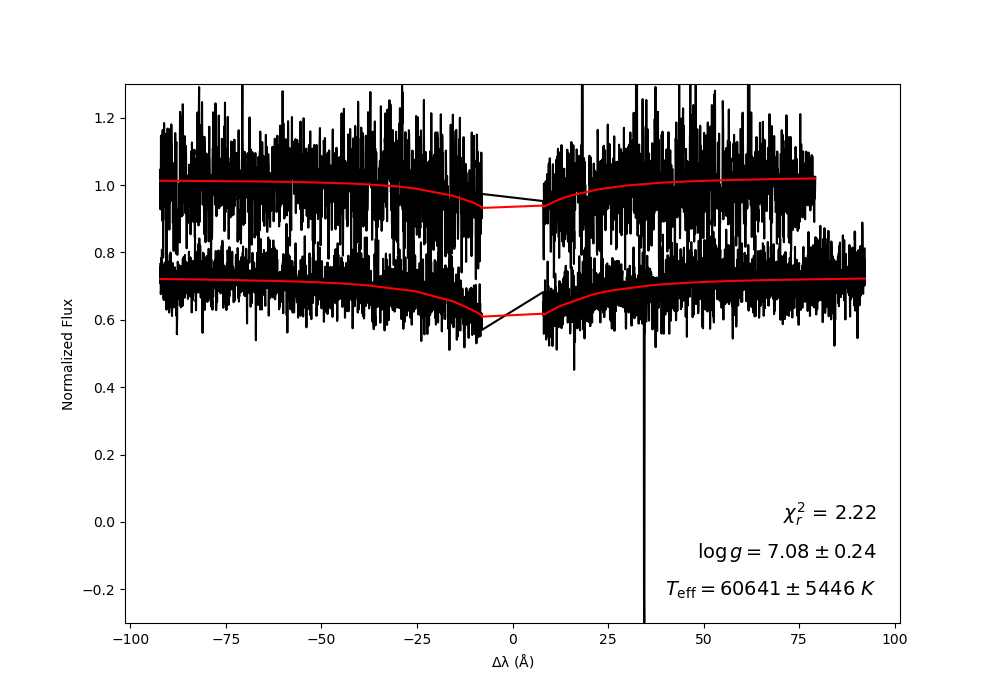 1.2
1.0
0.8
0.6
0.4
0.2
0.0
−0.2
Normalized Flux
χ²ᵣ = 2.22
log g = 7.08 ± 0.24
T_eff = 60641 ± 5446 K
−100 −75 −50 −25 0 25 50 75 100
Δλ (Å)